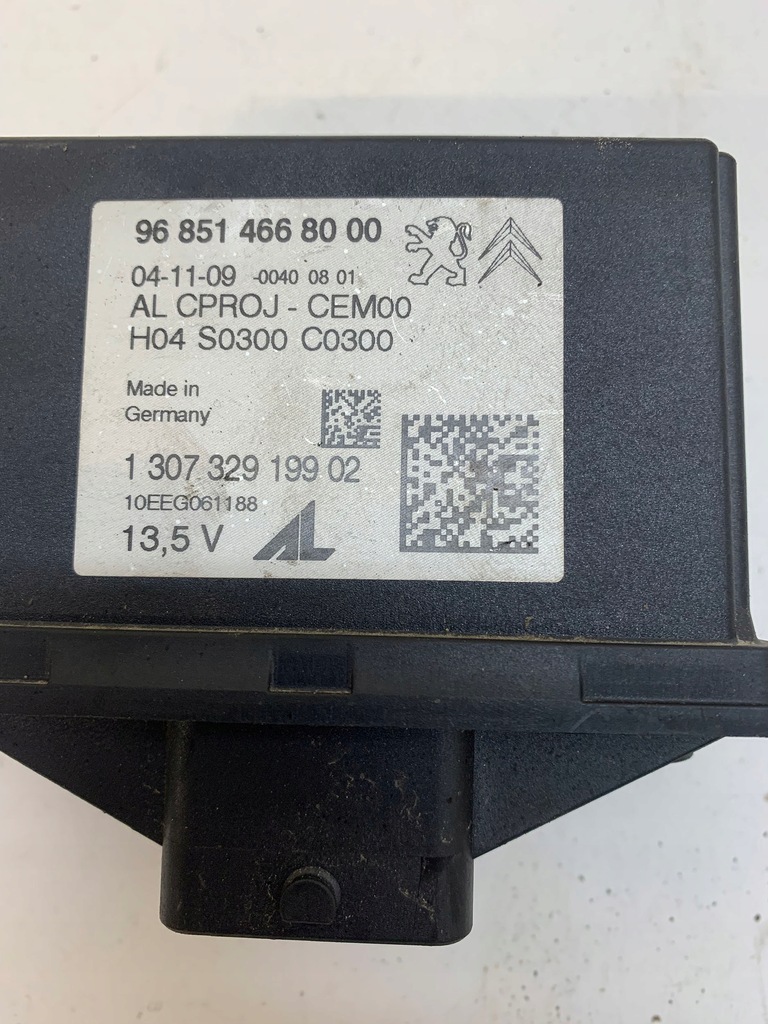 96 851 466 80 00
04-11-09 -0040 08 01
AL CPROJ - CEM00
H04 S0300 C0300
Made in
Germany
1 307 329 199 02
10EEG061188
13,5 V AL